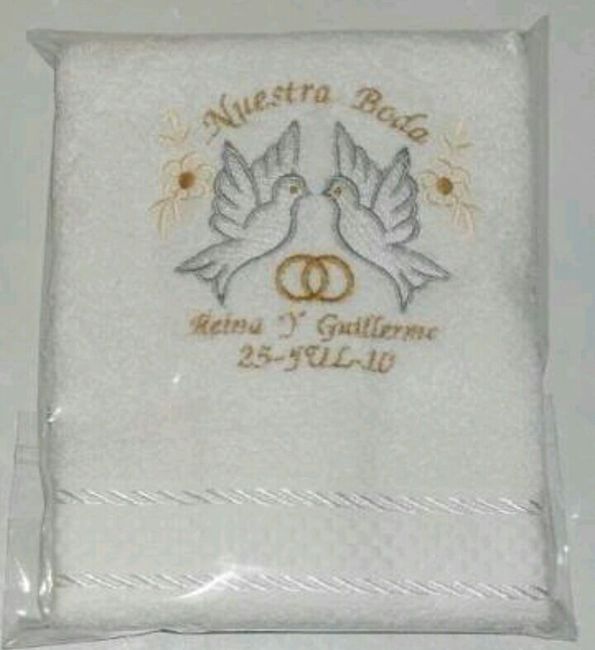 Nuestra Boda
Reina Y Guillermo
25-JUL-10